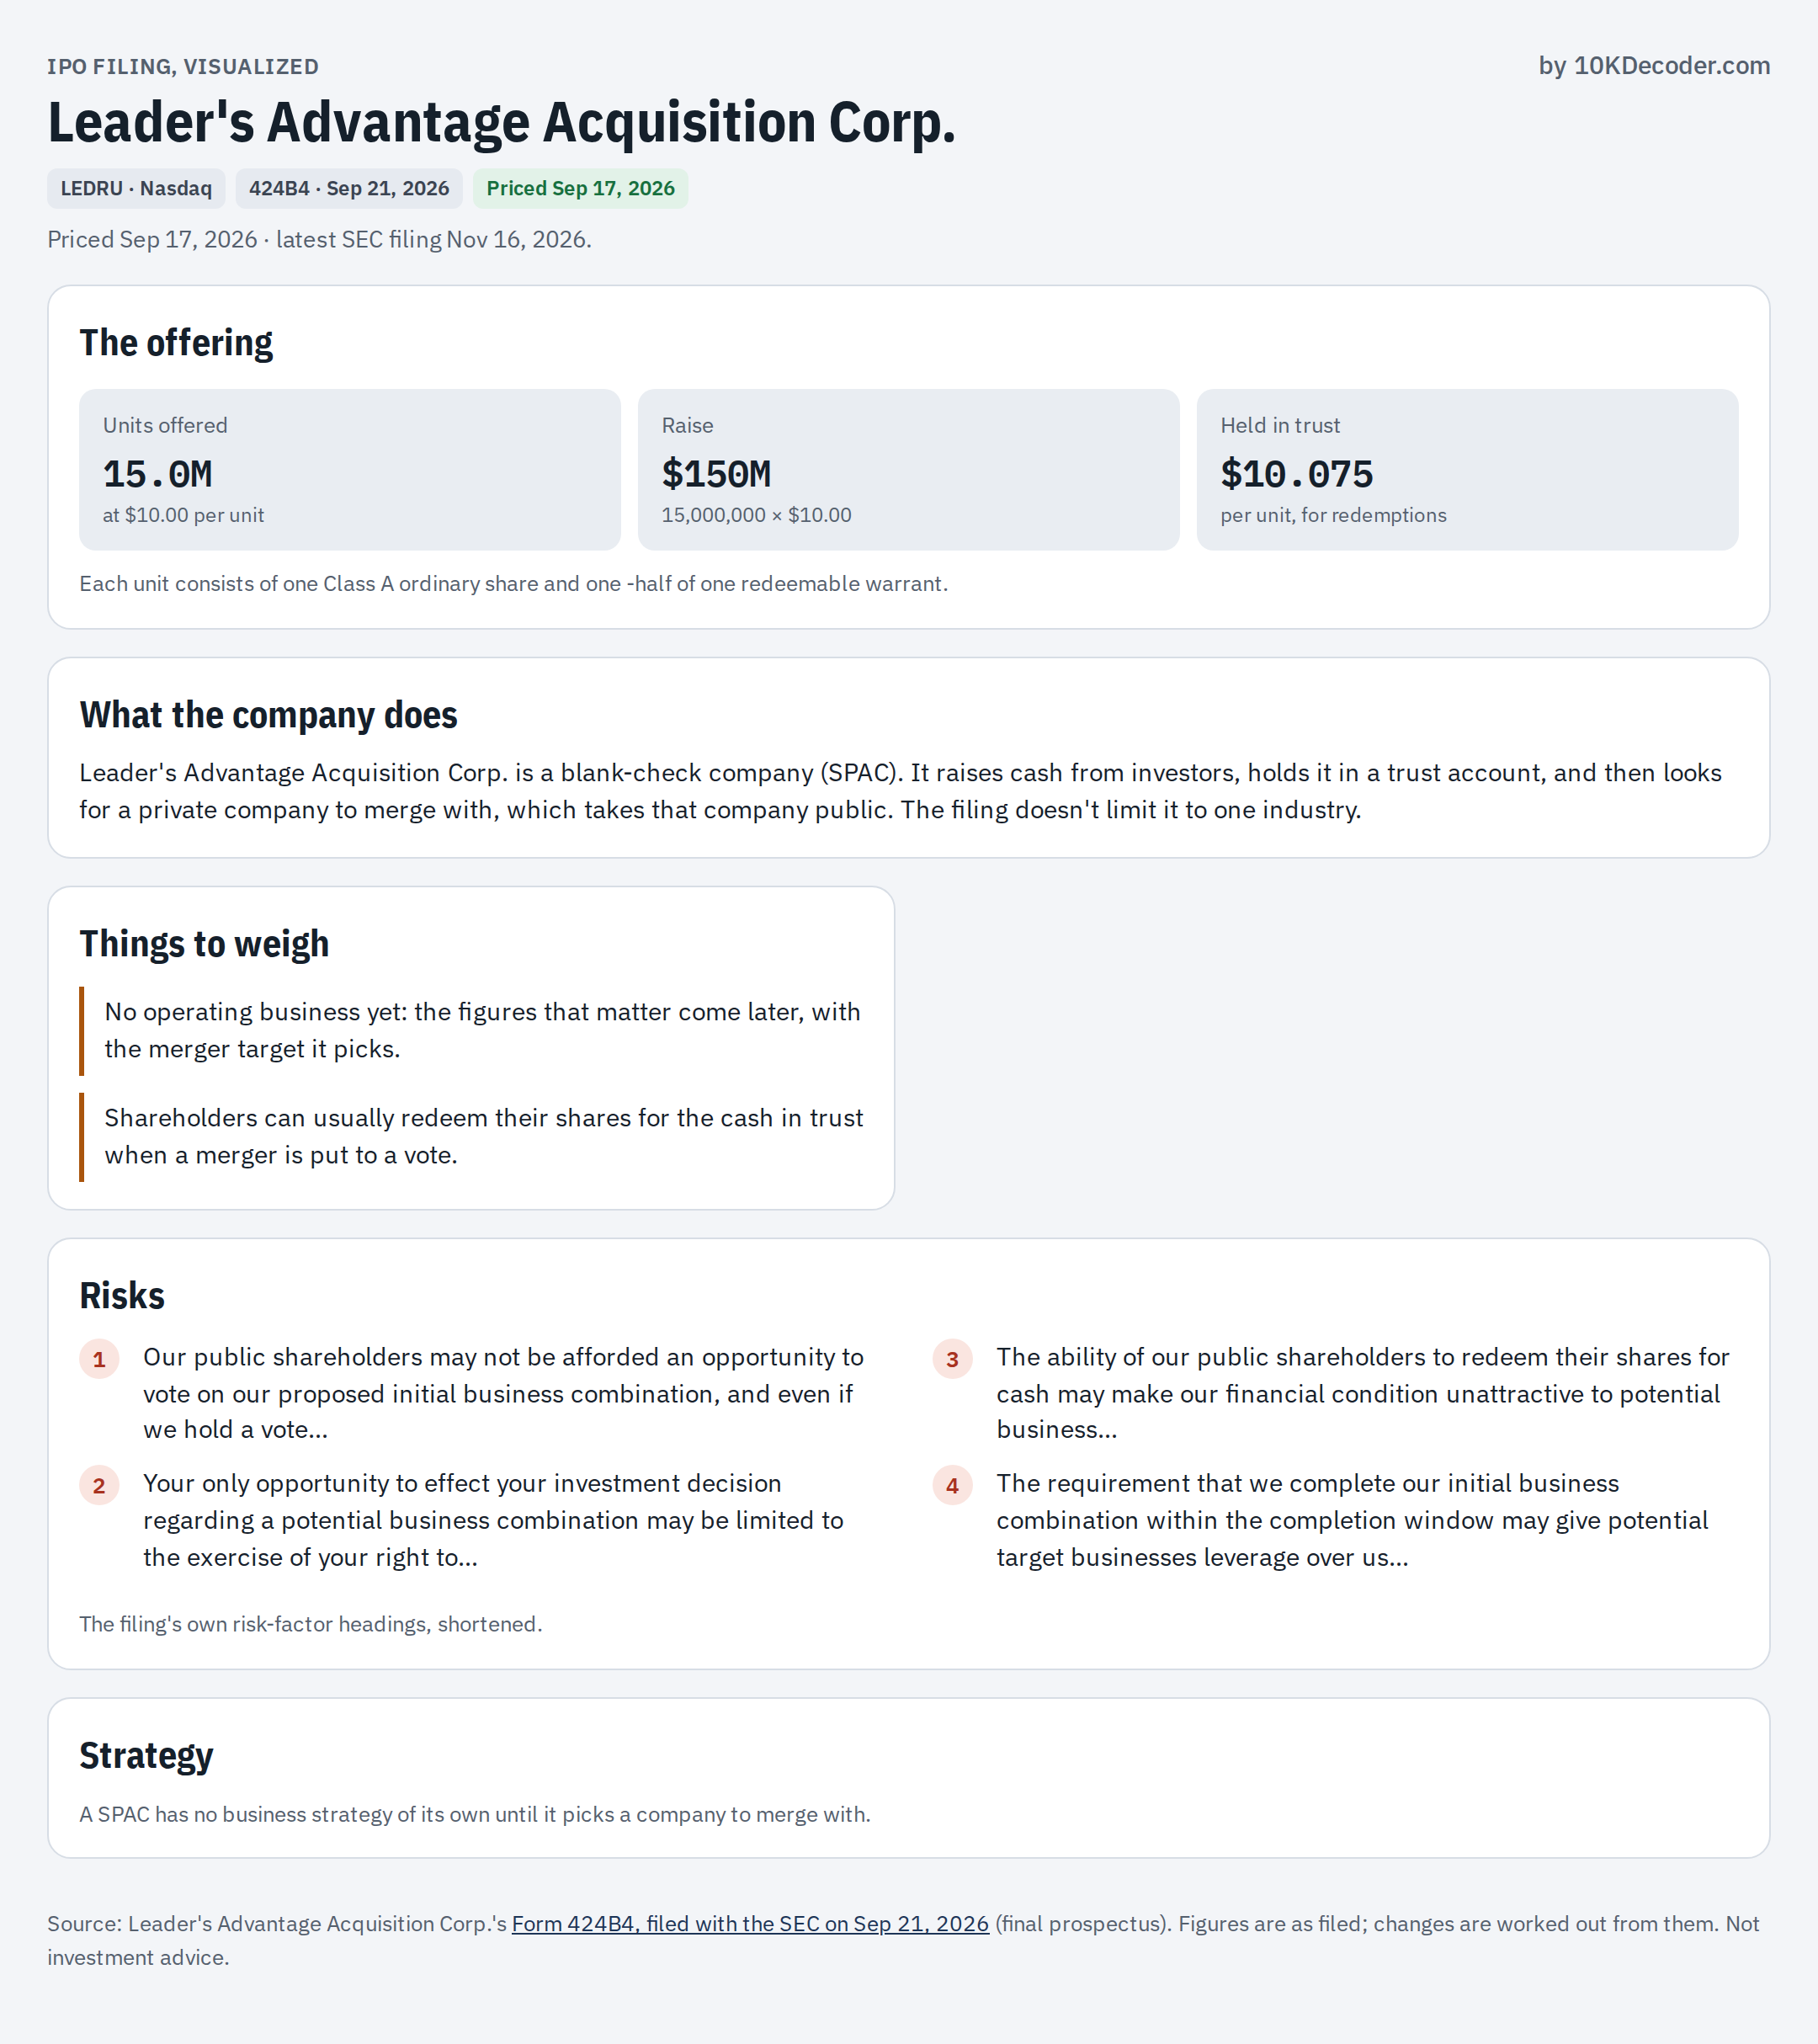 IPO FILING, VISUALIZED
by 10KDecoder.com
Leader's Advantage Acquisition Corp.
LEDRU · Nasdaq
424B4 · Sep 21, 2026
Priced Sep 17, 2026
Priced Sep 17, 2026 · latest SEC filing Nov 16, 2026.
The offering
Units offered
15.0M
at $10.00 per unit
Raise
$150M
15,000,000 × $10.00
Held in trust
$10.075
per unit, for redemptions
Each unit consists of one Class A ordinary share and one -half of one redeemable warrant.
What the company does
Leader's Advantage Acquisition Corp. is a blank-check company (SPAC). It raises cash from investors, holds it in a trust account, and then looks
for a private company to merge with, which takes that company public. The filing doesn't limit it to one industry.
Things to weigh
No operating business yet: the figures that matter come later, with
the merger target it picks.
Shareholders can usually redeem their shares for the cash in trust
when a merger is put to a vote.
Risks
1
Our public shareholders may not be afforded an opportunity to
vote on our proposed initial business combination, and even if
we hold a vote...
2
Your only opportunity to effect your investment decision
regarding a potential business combination may be limited to
the exercise of your right to...
3
The ability of our public shareholders to redeem their shares for
cash may make our financial condition unattractive to potential
business...
4
The requirement that we complete our initial business
combination within the completion window may give potential
target businesses leverage over us...
The filing's own risk-factor headings, shortened.
Strategy
A SPAC has no business strategy of its own until it picks a company to merge with.
Source: Leader's Advantage Acquisition Corp.'s Form 424B4, filed with the SEC on Sep 21, 2026 (final prospectus). Figures are as filed; changes are worked out from them. Not
investment advice.